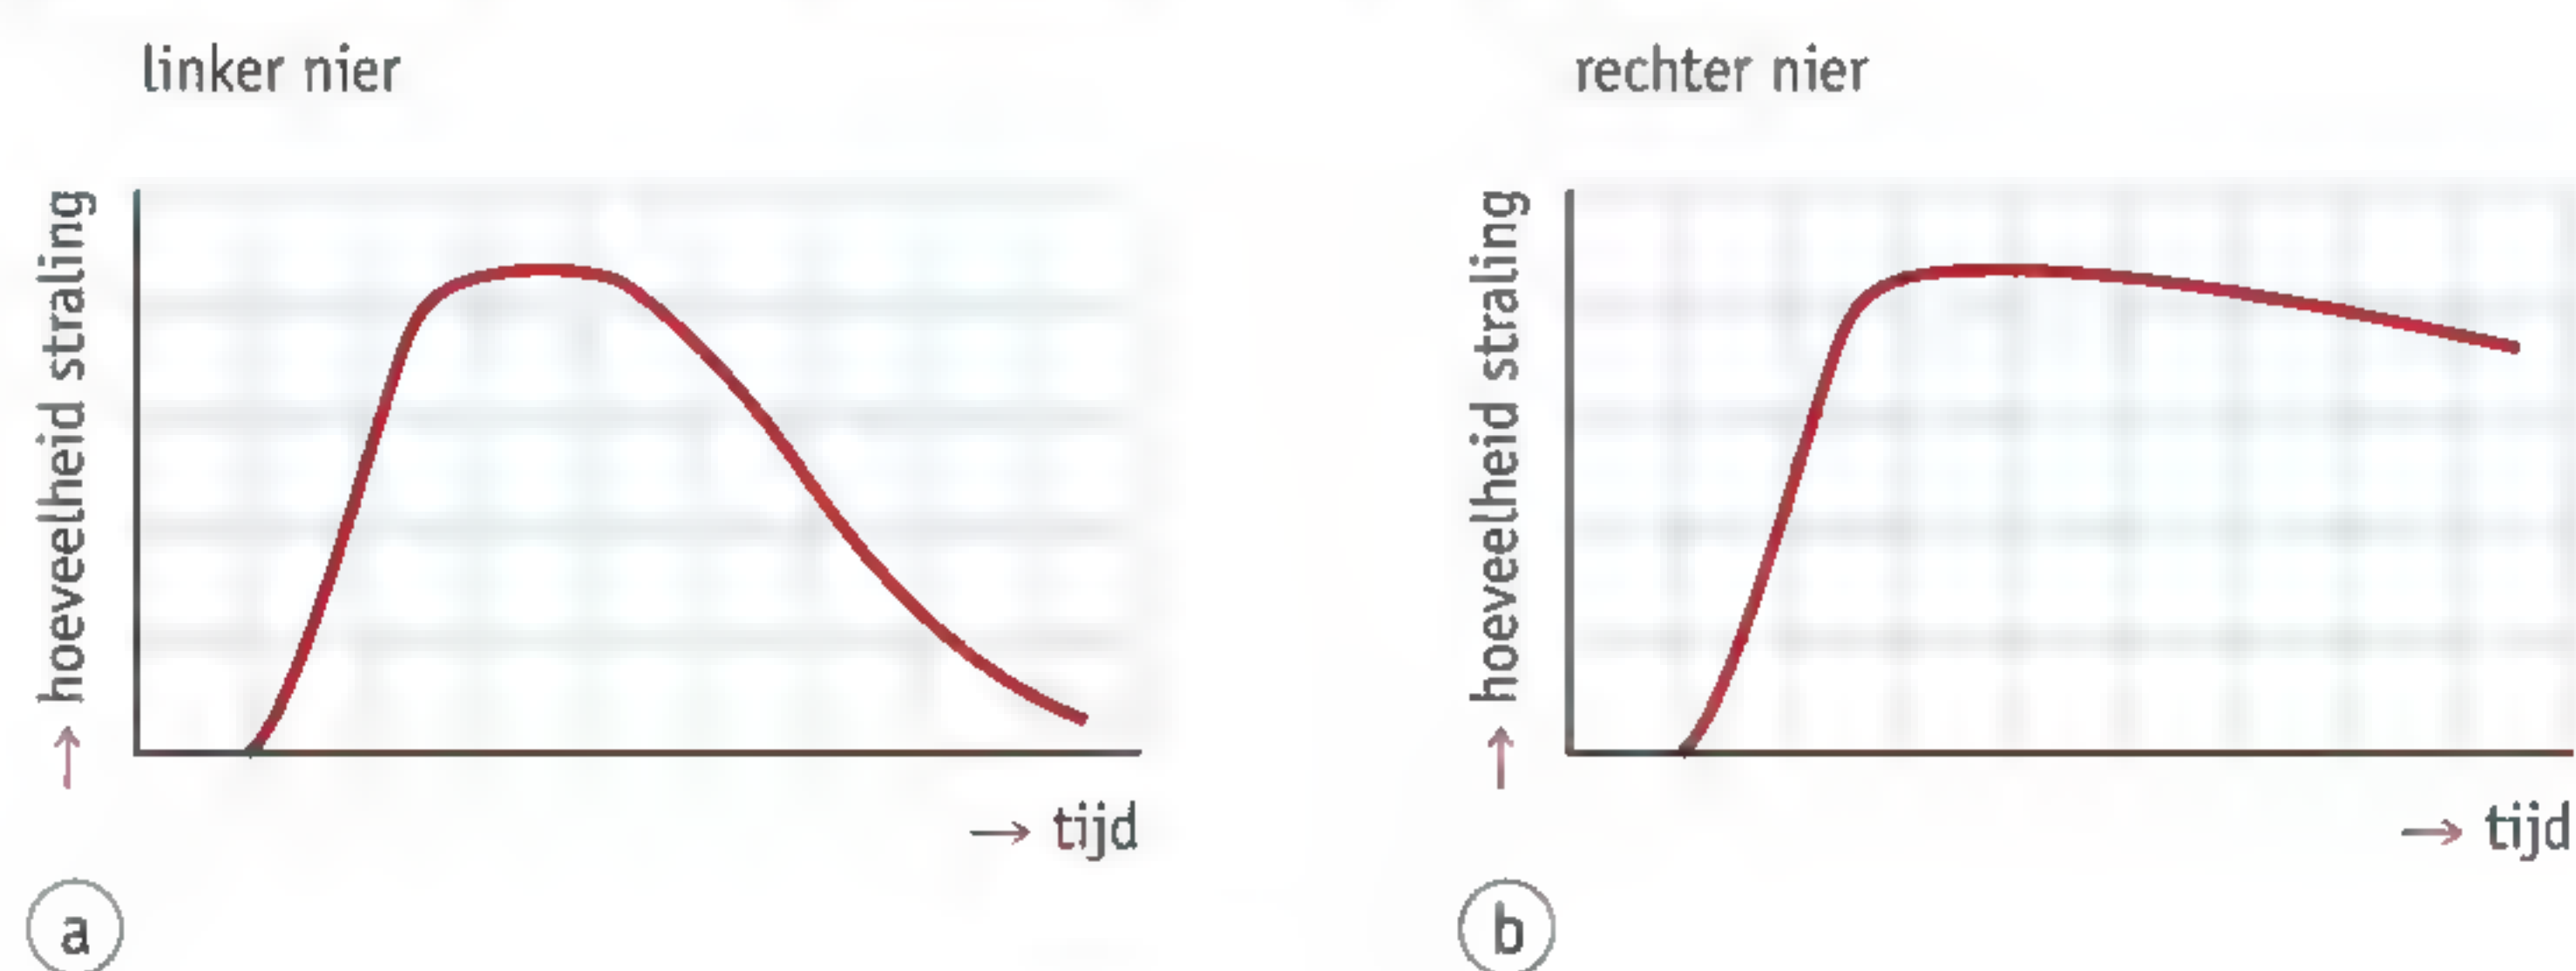 linker nier
hoeveelheid straling
→ tijd
a
rechter nier
hoeveelheid straling
→ tijd
b